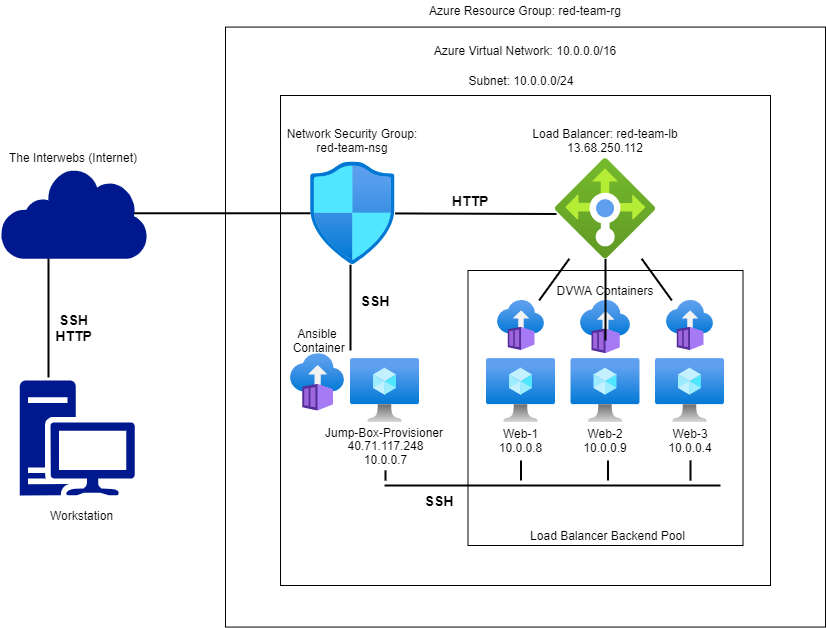 Azure Resource Group: red-team-rg
Azure Virtual Network: 10.0.0.0/16
Subnet: 10.0.0.0/24
Network Security Group:
red-team-nsg
Load Balancer: red-team-lb
13.68.250.112
The Interwebs (Internet)
HTTP
SSH
DVWA Containers
SSH
HTTP
Ansible
Container
Jump-Box-Provisioner
40.71.117.248
10.0.0.7
Web-1
10.0.0.8
Web-2
10.0.0.9
Web-3
10.0.0.4
SSH
Workstation
Load Balancer Backend Pool